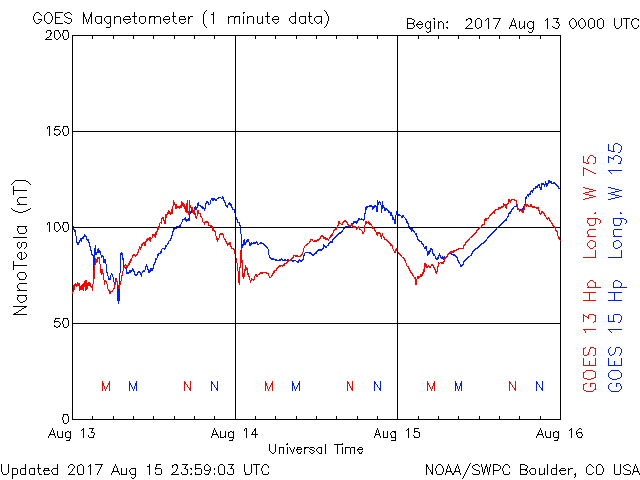 GOES Magnetometer (1 minute data)
Begin: 2017 Aug 13 0000 UTC
200
150
100
50
0
NanoTesla (nT)
M M N N M M N N M M N N
Aug 13 Aug 14 Aug 15 Aug 16
Universal Time
GOES 13 Hp Long. W 75
GOES 15 Hp Long. W 135
Updated 2017 Aug 15 23:59:03 UTC
NOAA/SWPC Boulder, CO USA